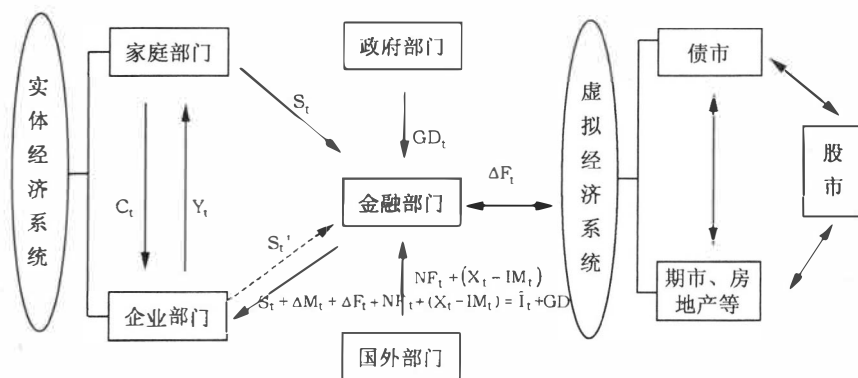 实体经济系统
家庭部门
政府部门
债市
虚拟经济系统
股市
S_t
GD_t
C_t
Y_t
金融部门
ΔF_t
S_t'
NF_t + (X_t - IM_t)
S_t + ΔM_t + ΔF_t + NF_t + (X_t - IM_t) = I_t + GD
企业部门
国外部门
期市、房
地产等